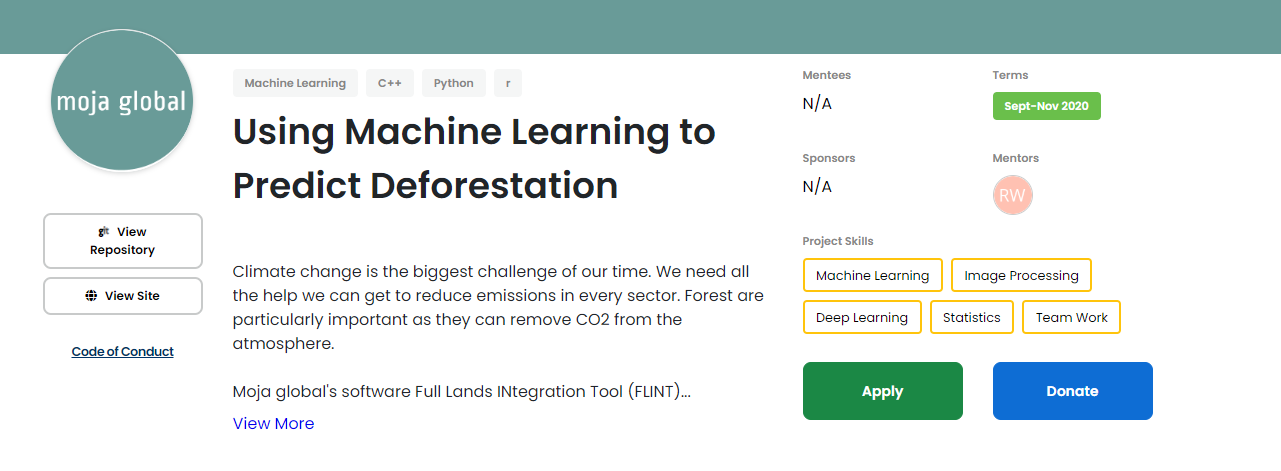 moja global
View
Repository
View Site
Code of Conduct
Machine Learning
C++
Python
r
Using Machine Learning to
Predict Deforestation
Climate change is the biggest challenge of our time. We need all
the help we can get to reduce emissions in every sector. Forest are
particularly important as they can remove CO2 from the
atmosphere.
Moja global's software Full Lands INtegration Tool (FLINT)...
View More
Mentees
N/A
Terms
Sept-Nov 2020
Sponsors
N/A
Mentors
RW
Project Skills
Machine Learning
Image Processing
Deep Learning
Statistics
Team Work
Apply
Donate